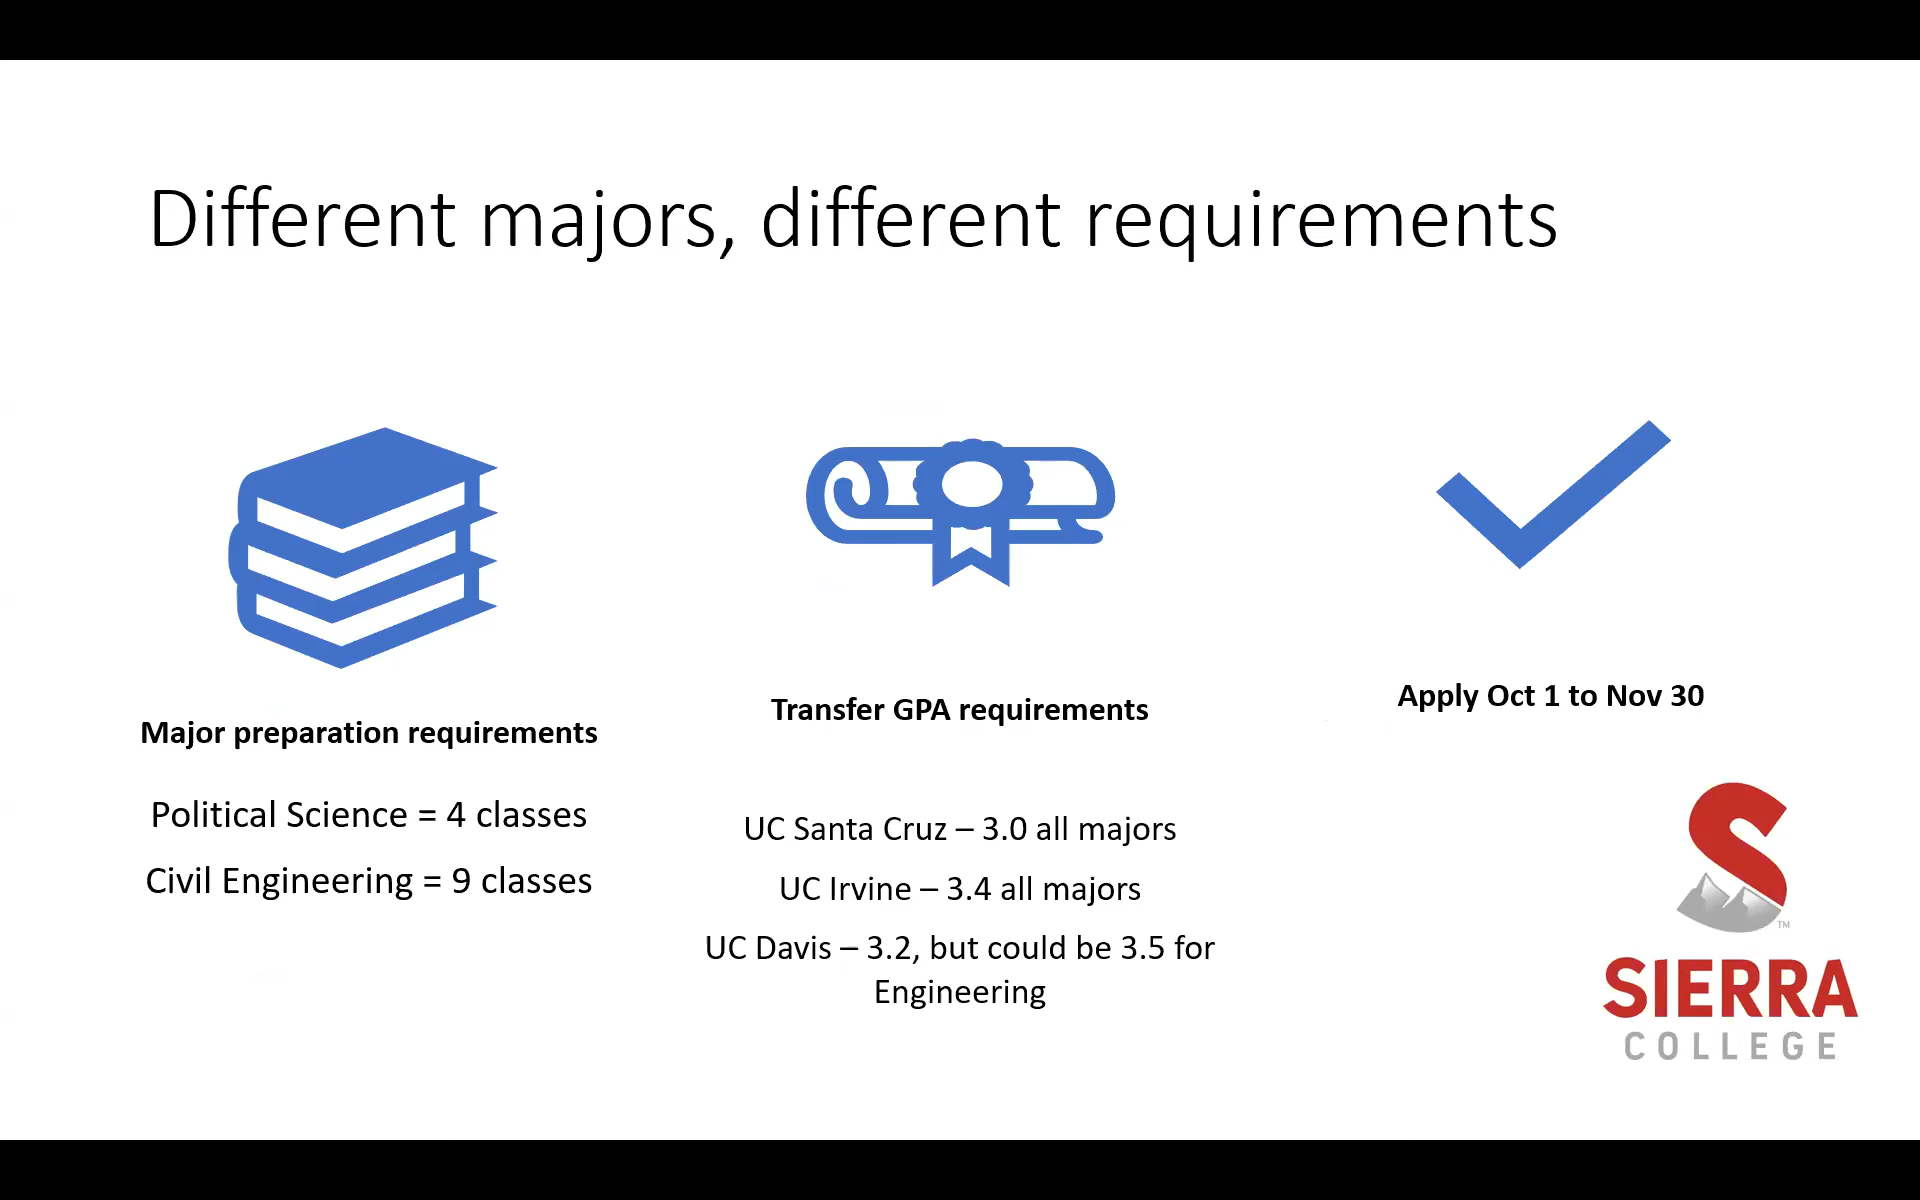 Different majors, different requirements
Major preparation requirements
Political Science = 4 classes
Civil Engineering = 9 classes
Transfer GPA requirements
UC Santa Cruz – 3.0 all majors
UC Irvine – 3.4 all majors
UC Davis – 3.2, but could be 3.5 for
Engineering
Apply Oct 1 to Nov 30
TM
SIERRA
COLLEGE